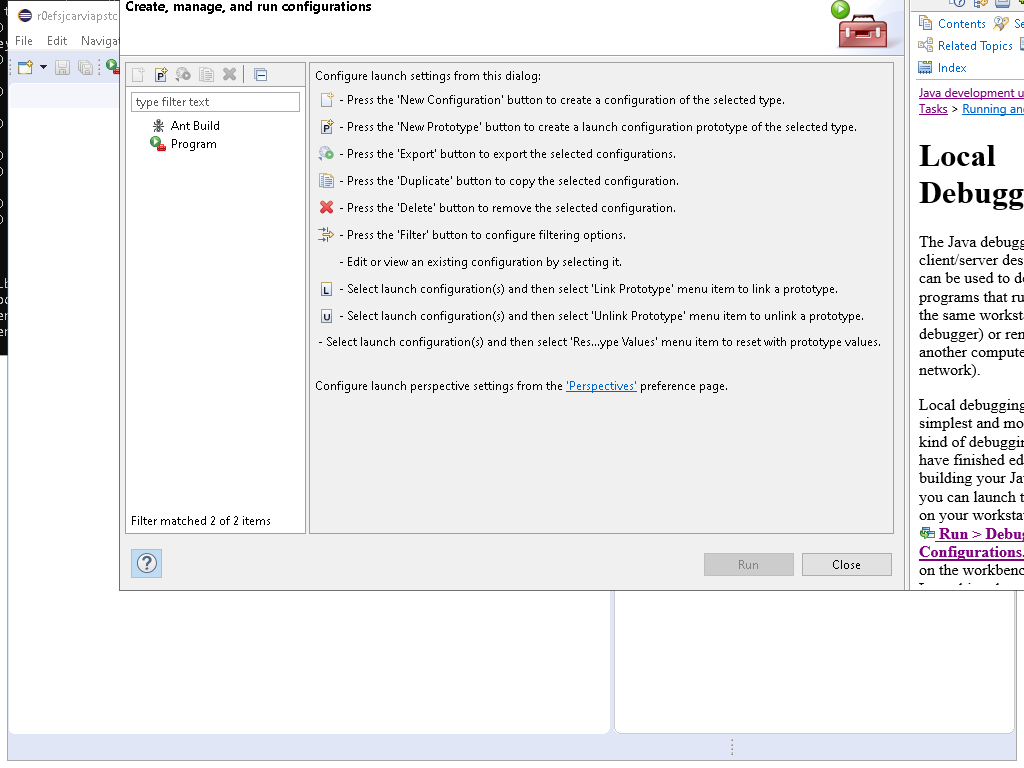 r0efsjcarviapstc
File Edit Naviga
Create, manage, and run configurations
type filter text
Ant Build
Program
Filter matched 2 of 2 items
Configure launch settings from this dialog:
- Press the 'New Configuration' button to create a configuration of the selected type.
- Press the 'New Prototype' button to create a launch configuration prototype of the selected type.
- Press the 'Export' button to export the selected configurations.
- Press the 'Duplicate' button to copy the selected configuration.
- Press the 'Delete' button to remove the selected configuration.
- Press the 'Filter' button to configure filtering options.
- Edit or view an existing configuration by selecting it.
- Select launch configuration(s) and then select 'Link Prototype' menu item to link a prototype.
- Select launch configuration(s) and then select 'Unlink Prototype' menu item to unlink a prototype.
- Select launch configuration(s) and then select 'Res...ype Values' menu item to reset with prototype values.
Configure launch perspective settings from the 'Perspectives' preference page.
Run Close
Contents Se
Related Topics
Index
Java development u
Tasks > Running an
Local
Debugg
The Java debugg
client/server des
can be used to de
programs that ru
the same worksta
debugger) or ren
another compute
network).
Local debugging
simplest and mo
kind of debuggin
have finished ed
building your Jav
you can launch t
on your worksta
Run > Debug
Configurations.
on the workbenc